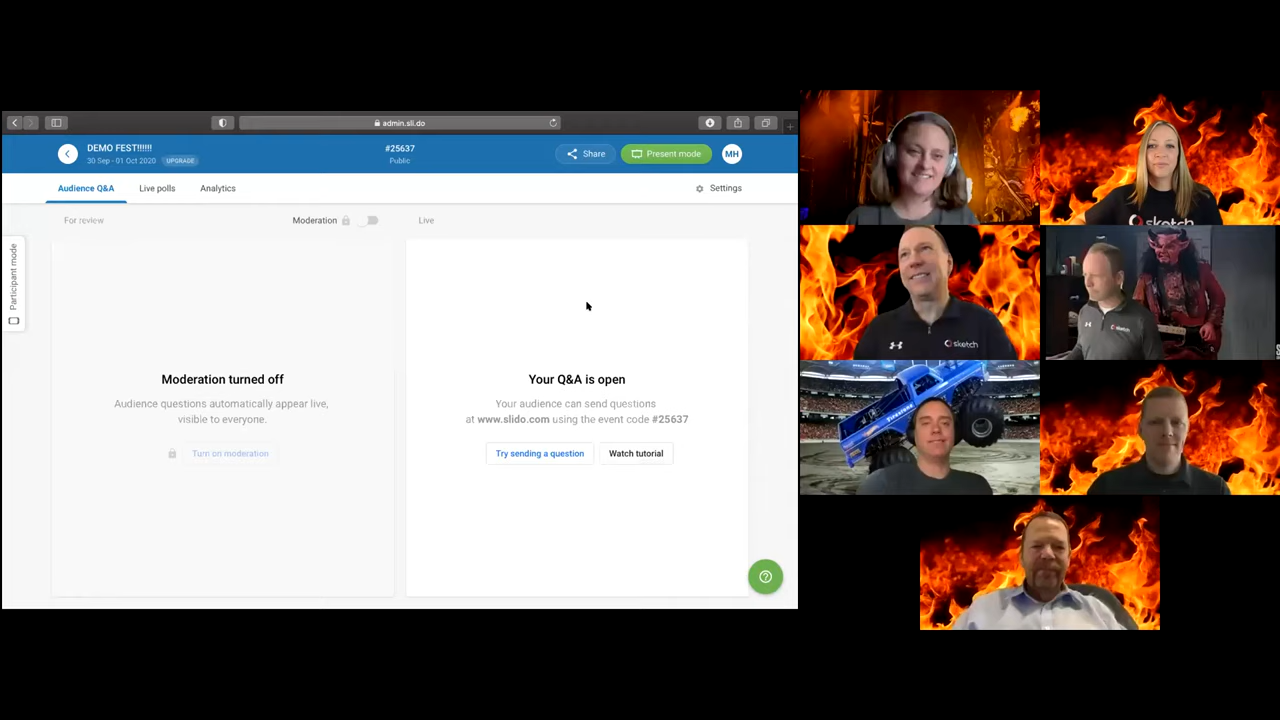 admin.sli.do
DEMO FEST!!!!!!
30 Sep - 01 Oct 2020 UPGRADE
#25637
Public
Share
Present mode
MH
Audience Q&A
Live polls
Analytics
Settings
For review
Moderation
Live
Participant mode
Moderation turned off
Audience questions automatically appear live,
visible to everyone.
Turn on moderation
Your Q&A is open
Your audience can send questions
at www.slido.com using the event code #25637
Try sending a question
Watch tutorial
sketch
sketch
sketch
Firestone